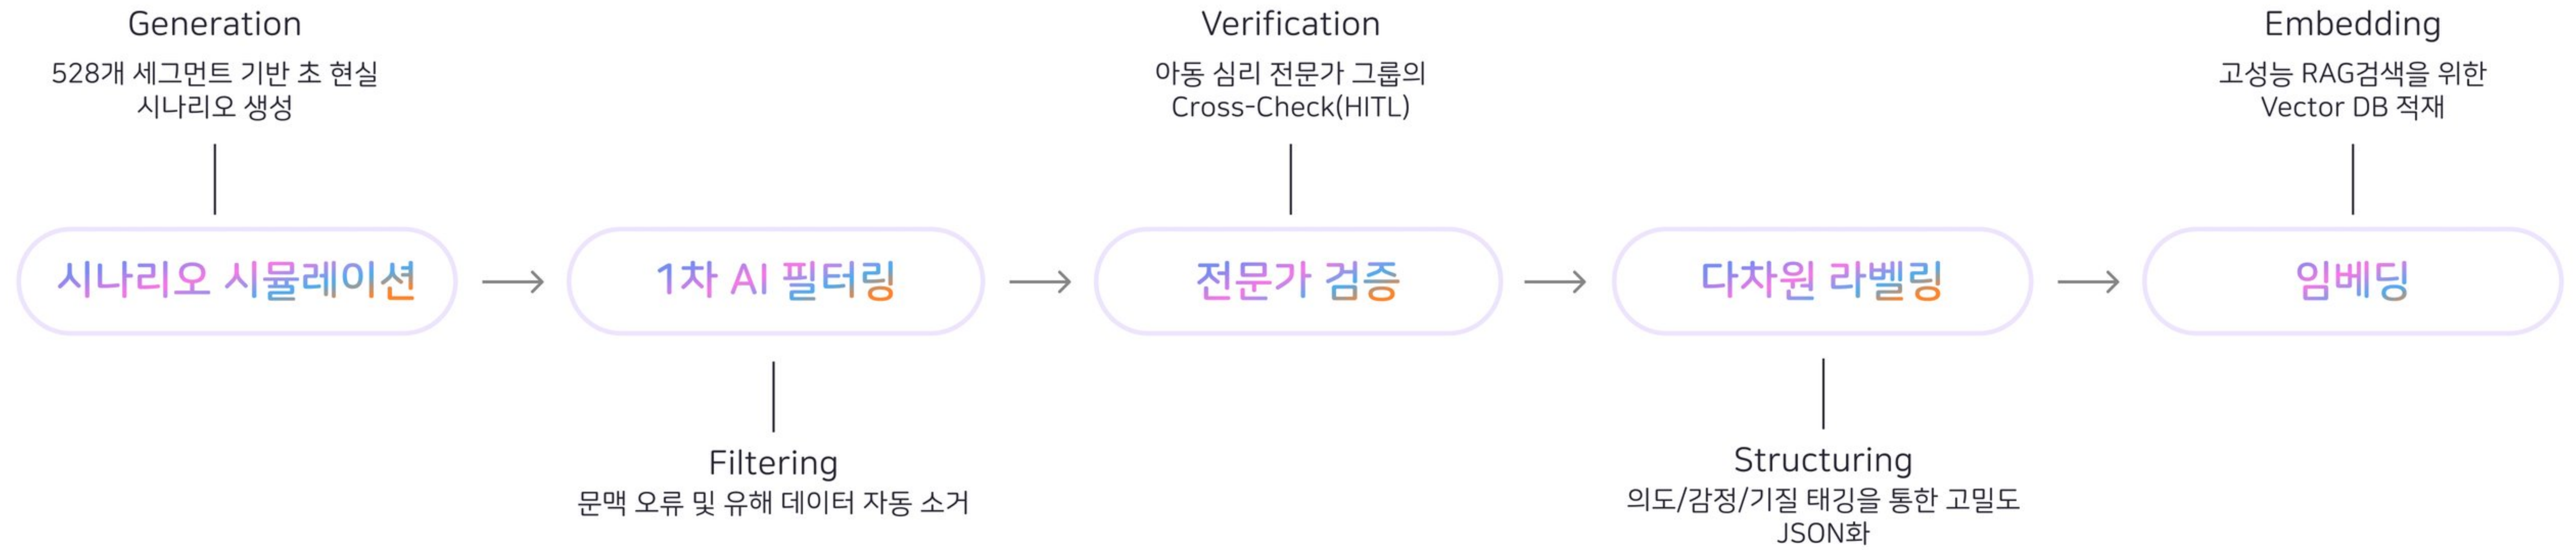 Generation
528개 세그먼트 기반 초 현실
시나리오 생성
시나리오 시뮬레이션
1차 AI 필터링
Filtering
문맥 오류 및 유해 데이터 자동 소거
Verification
아동 심리 전문가 그룹의
Cross-Check(HITL)
전문가 검증
다차원 라벨링
Structuring
의도/감정/기질 태깅을 통한 고밀도
JSON화
Embedding
고성능 RAG검색을 위한
Vector DB 적재
임베딩